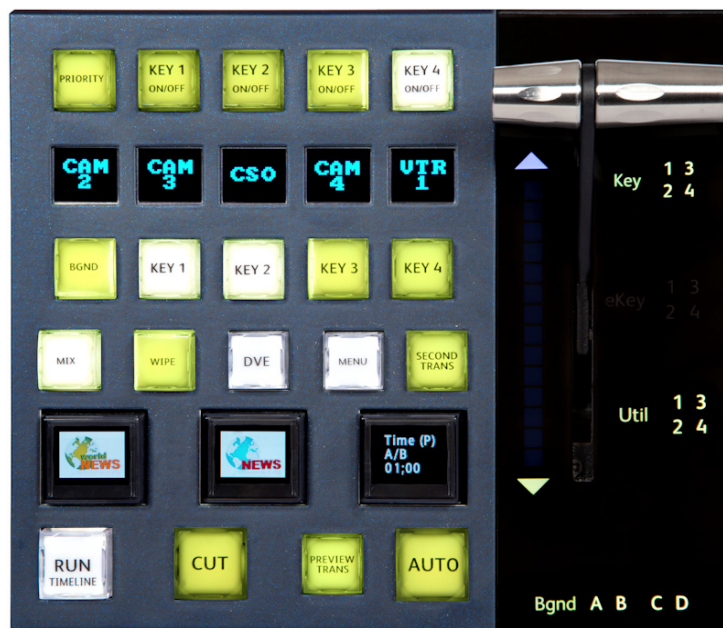 PRIORITY
KEY 1
ON/OFF
KEY 2
ON/OFF
KEY 3
ON/OFF
KEY 4
ON/OFF
CAM
2
CAM
3
CSO
CAM
4
VTR
1
BGND
KEY 1
KEY 2
KEY 3
KEY 4
MIX
WIPE
DVE
MENU
SECOND
TRANS
world
NEWS
NEWS
Time (P)
A/B
01;00
RUN
TIMELINE
CUT
PREVIEW
TRANS
AUTO
Key
1 3
2 4
eKey
1 3
2 4
Util
1 3
2 4
Bgnd A B C D